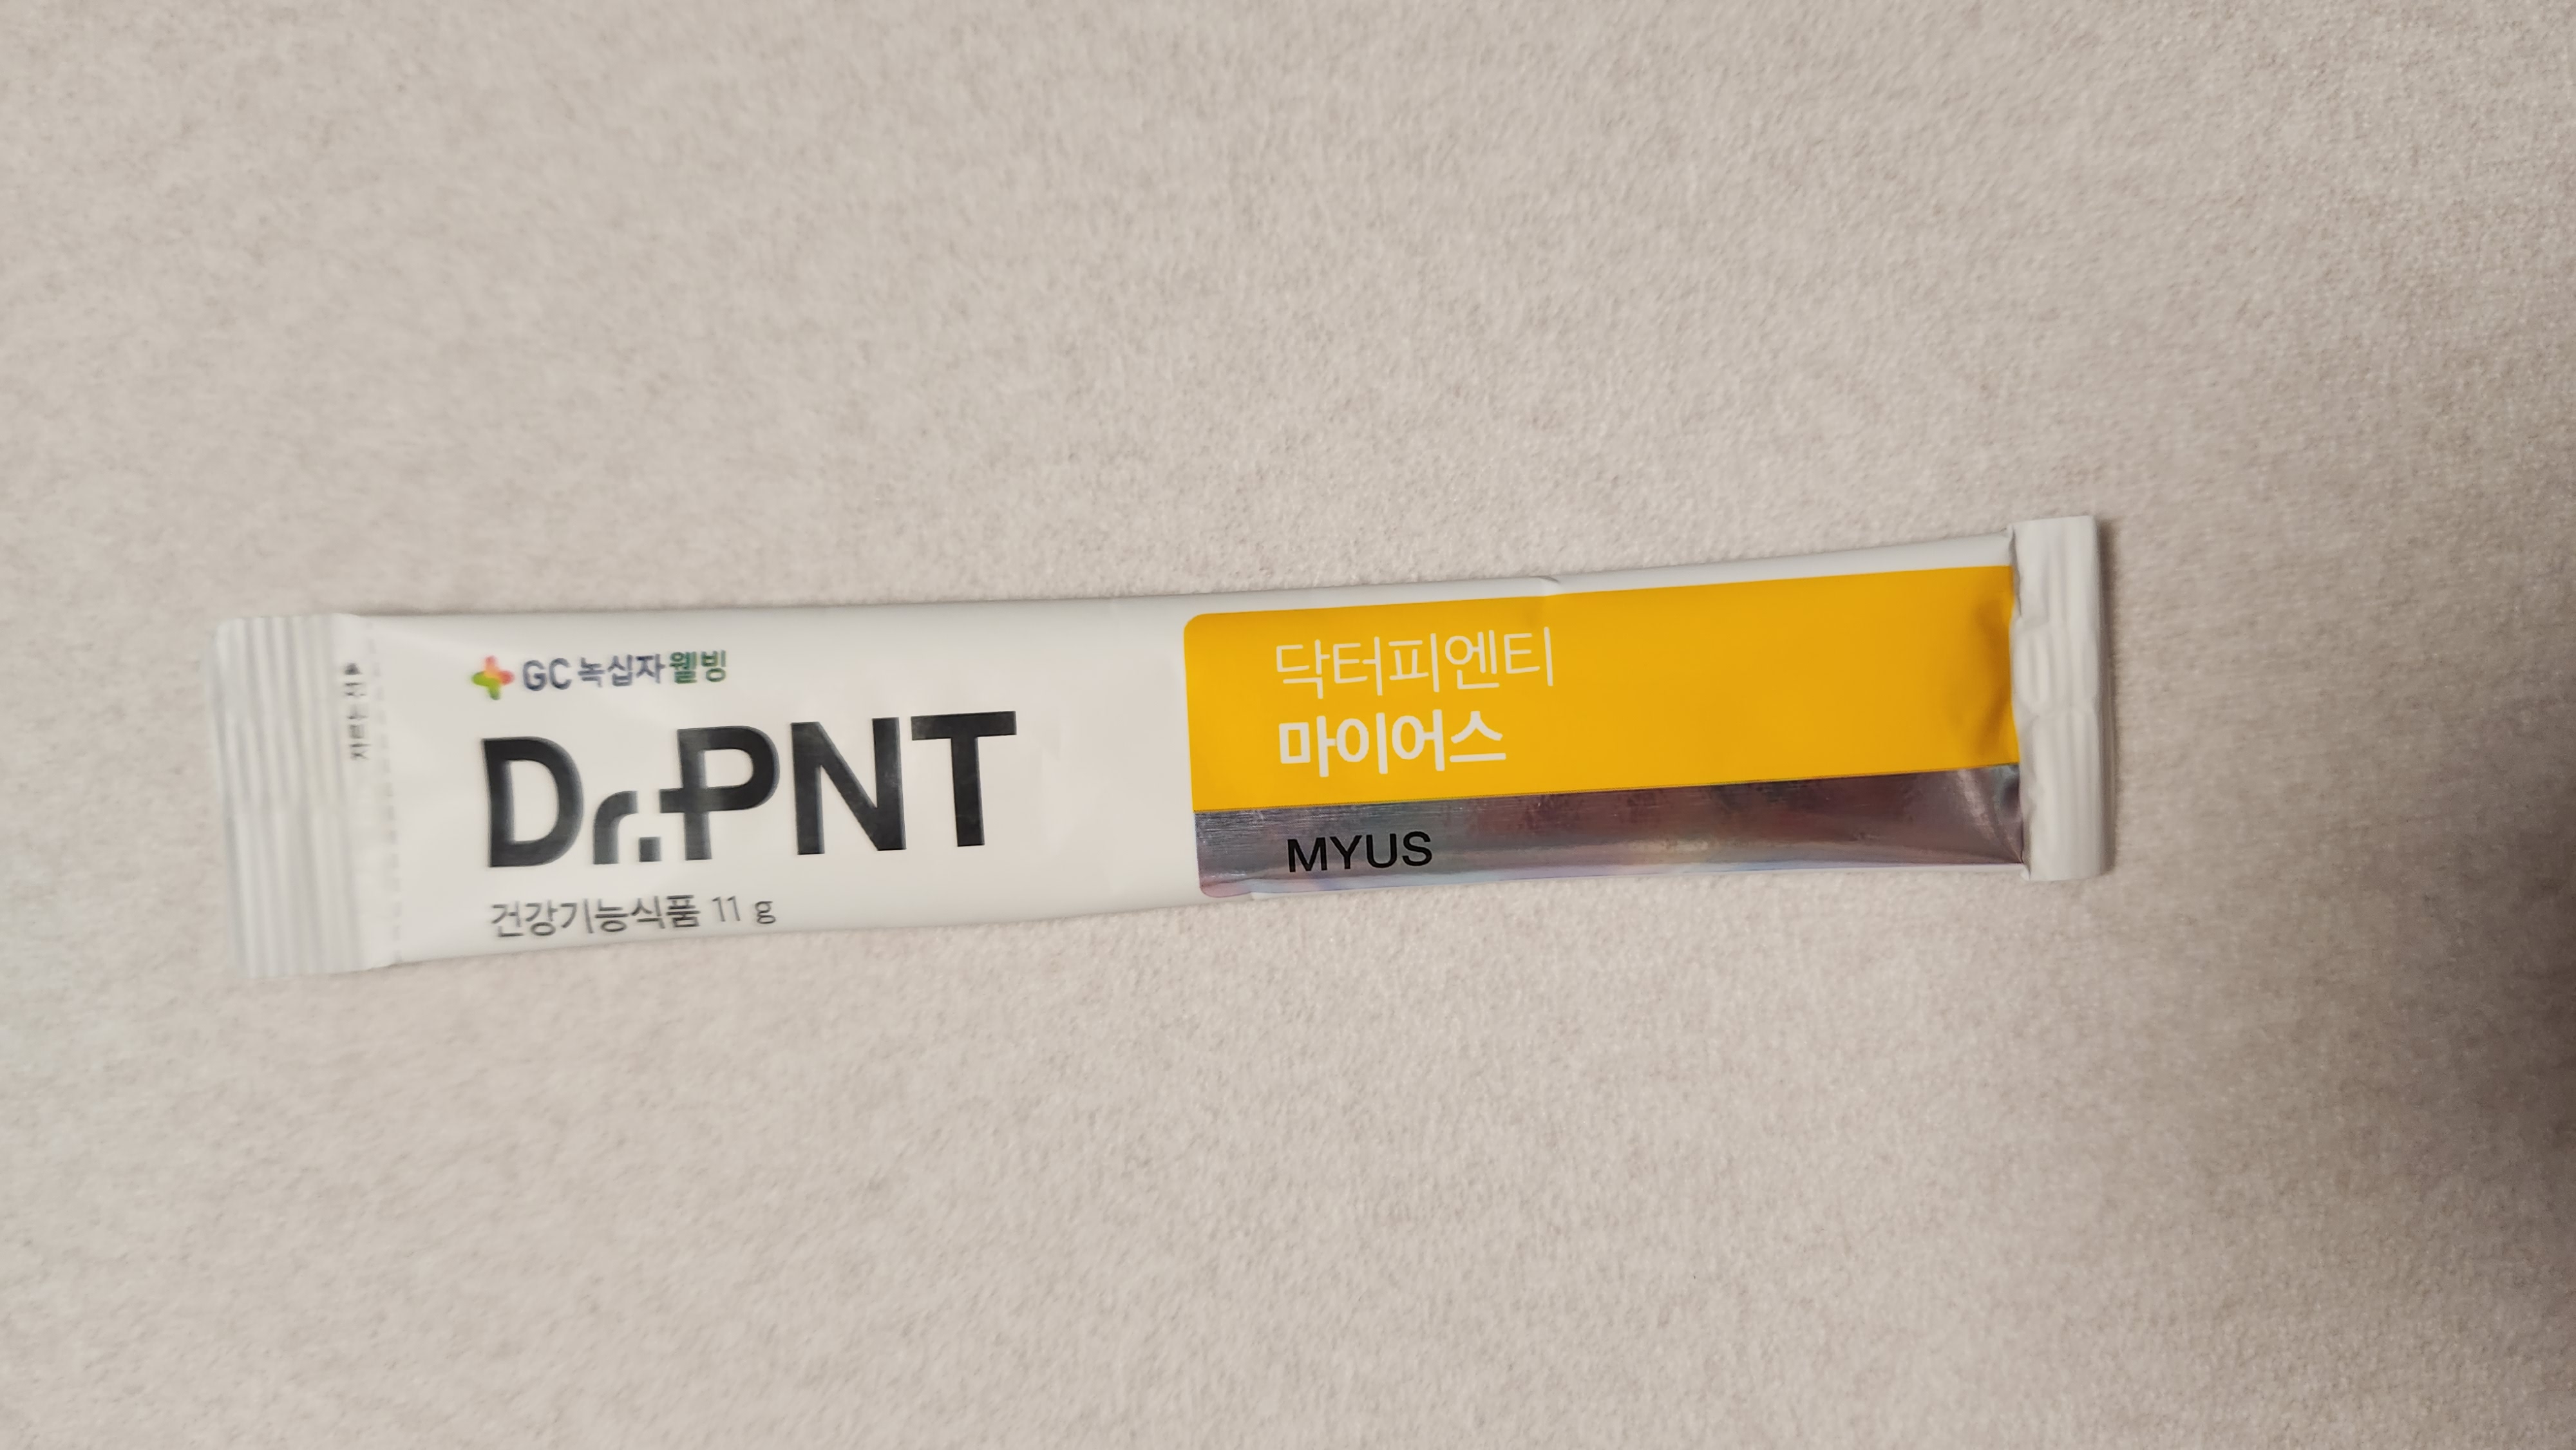 GC 녹십자웰빙
Dr.PNT
건강기능식품 11 g
닥터피엔티
마이어스
MYUS